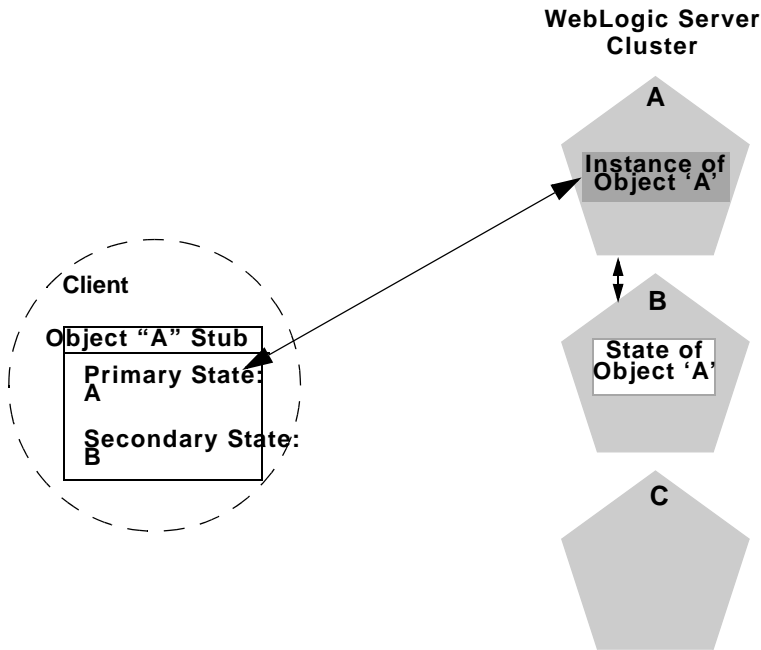 WebLogic Server
Cluster
A
Instance of
Object ‘A’
Client
Object “A” Stub
Primary State:
A
Secondary State:
B
B
State of
Object ‘A’
C